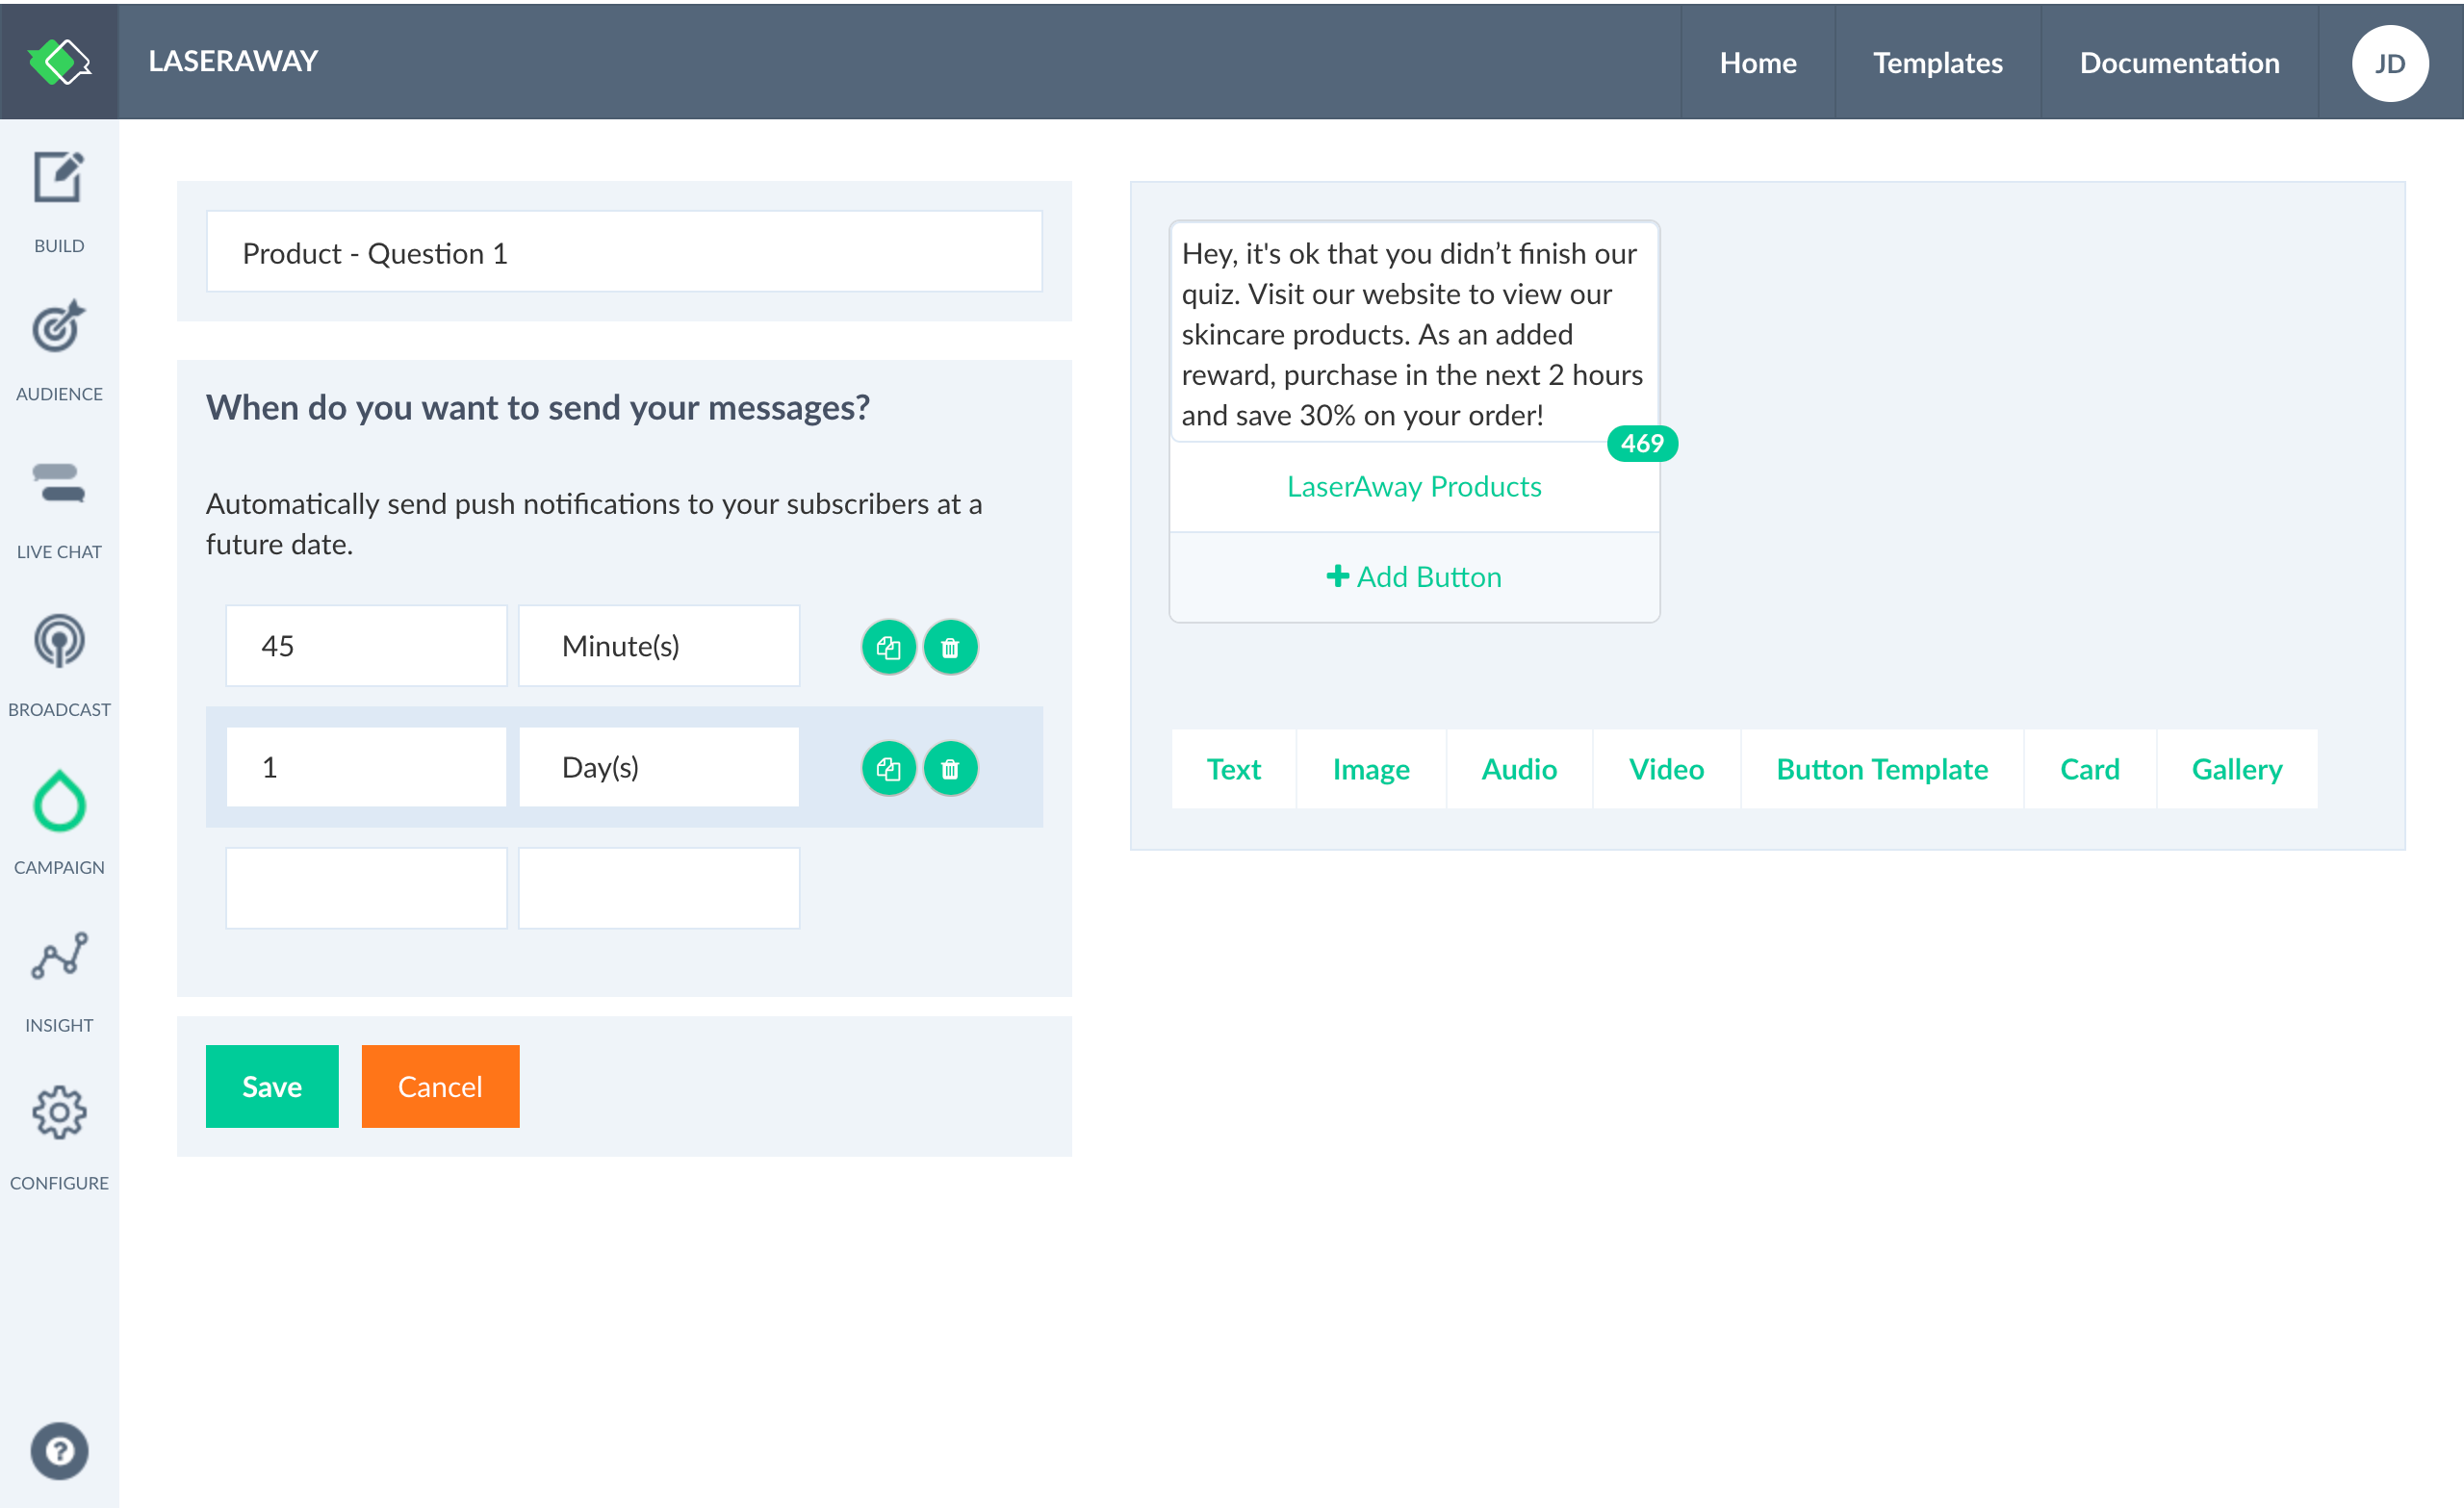 LASERAWAY
Home
Templates
Documentation
JD
BUILD
AUDIENCE
LIVE CHAT
BROADCAST
CAMPAIGN
INSIGHT
CONFIGURE
?
Product - Question 1
When do you want to send your messages?
Automatically send push notifications to your subscribers at a
future date.
45
Minute(s)
1
Day(s)
Save
Cancel
Hey, it's ok that you didn’t finish our
quiz. Visit our website to view our
skincare products. As an added
reward, purchase in the next 2 hours
and save 30% on your order!
469
LaserAway Products
Add Button
Text
Image
Audio
Video
Button Template
Card
Gallery